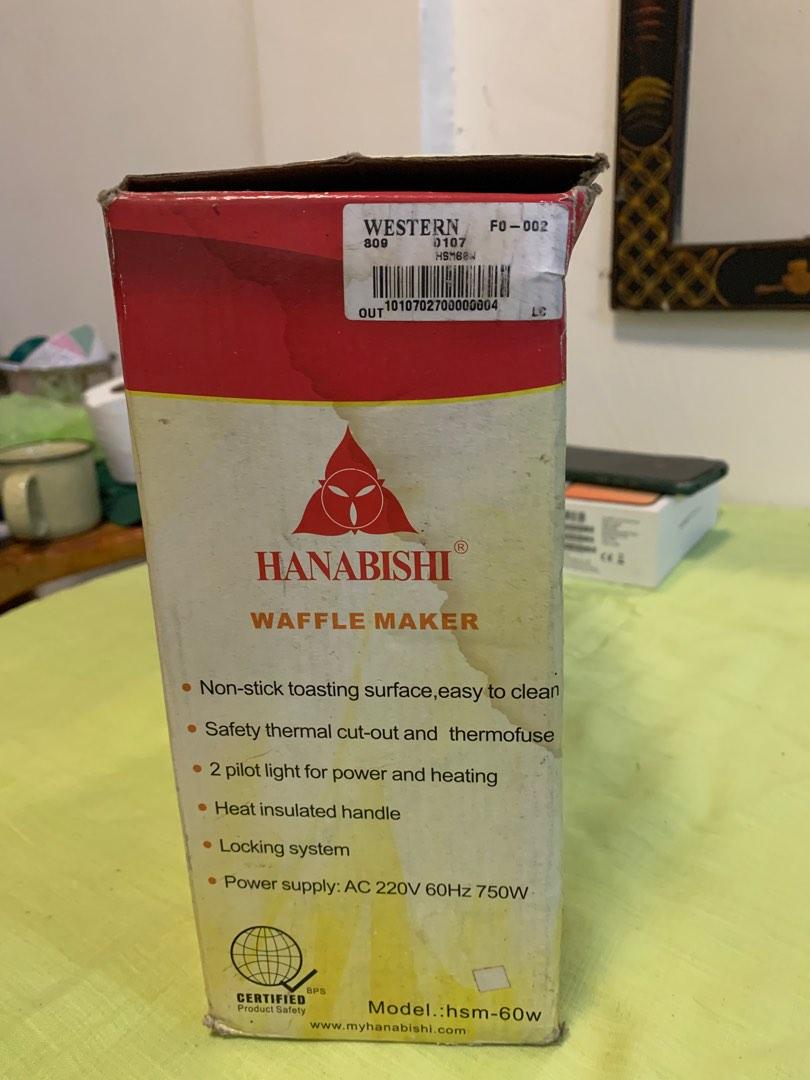 WESTERN F0-002
809 0107
OUT 1010702700000004 LC
HANABISHI®
WAFFLE MAKER
• Non-stick toasting surface,easy to clean
• Safety thermal cut-out and thermofuse
• 2 pilot light for power and heating
• Heat insulated handle
• Locking system
• Power supply: AC 220V 60Hz 750W
BPS
CERTIFIED
Product Safety
Model.:hsm-60w
www.myhanabishi.com
CE